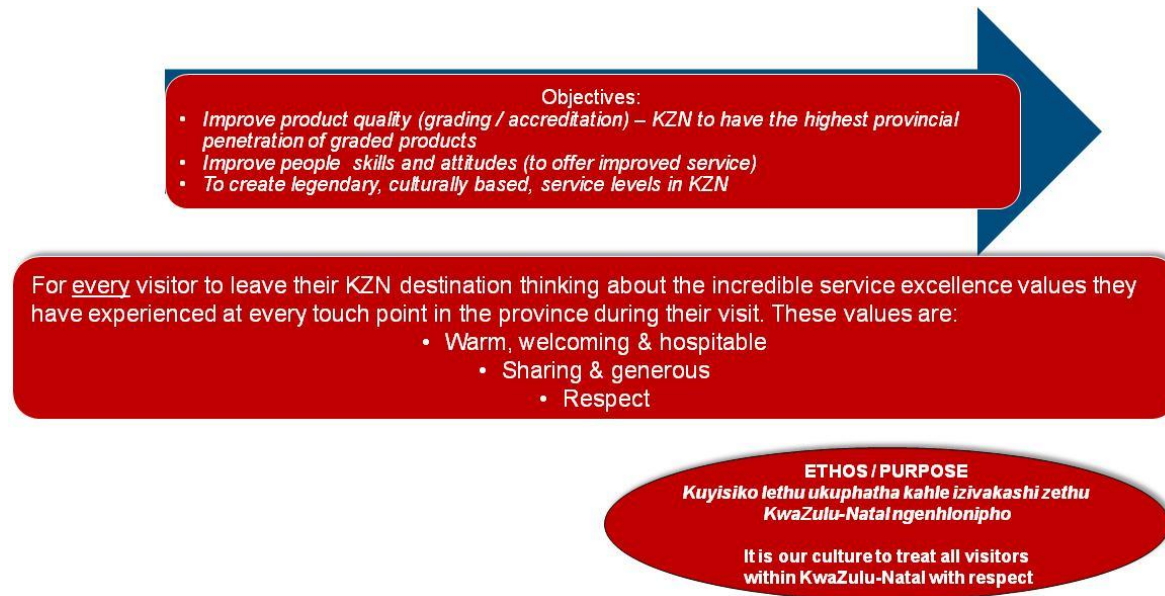 Objectives:
• Improve product quality (grading / accreditation) – KZN to have the highest provincial
penetration of graded products
• Improve people skills and attitudes (to offer improved service)
• To create legendary, culturally based, service levels in KZN
For every visitor to leave their KZN destination thinking about the incredible service excellence values they
have experienced at every touch point in the province during their visit. These values are:
• Warm, welcoming & hospitable
• Sharing & generous
• Respect
ETHOS / PURPOSE
Kuyisiko lethu ukuphatha kahle izivakashi zethu
KwaZulu-Natal ngenhlonipho
It is our culture to treat all visitors
within KwaZulu-Natal with respect